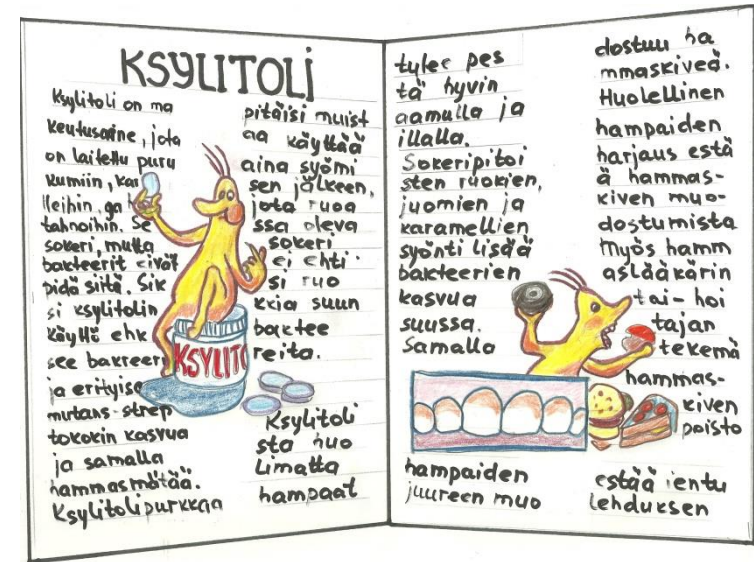 KSYLITOLI
Ksylitoli on ma
keutusaine, jota
on laitettu puru
kumiin, kar
lleihin, ja h
tahnoihin. Se
sokeri, mutta
bakteerit eivät
pidä siitä. Sik
si ksylitolin
käyttö ehk
see bakteeri
ja erityise
mutans-strep
tokokin kasvua
ja samalla
hammasmätää.
Ksylitolipurkkaa
pitäisi muist
aa käyttää
aina syömi
sen jälkeen,
jota ruoa
ssa oleva
sokeri
ei ehti
si ruo
kkia suun
baktee
reita.
KSYLITO
Ksylitoli
sta huo
limatta
hampaat
tulee pes
tä hyvin
aamulla ja
illalla.
Sokeripitoi
sten ruokien,
juomien ja
karamellien
syönti lisää
bakteerien
kasvua
suussa.
Samalla
hampaiden
juureen muo
dostuu ha
mmaskiveä.
Huolellinen
hampaiden
harjaus estä
ä hammas-
kiven muo-
dostumista
Myös hamm
aslääkärin
tai- hoi
tajan
tekemä
hammas-
kiven
poisto
estää ientu
lehduksen